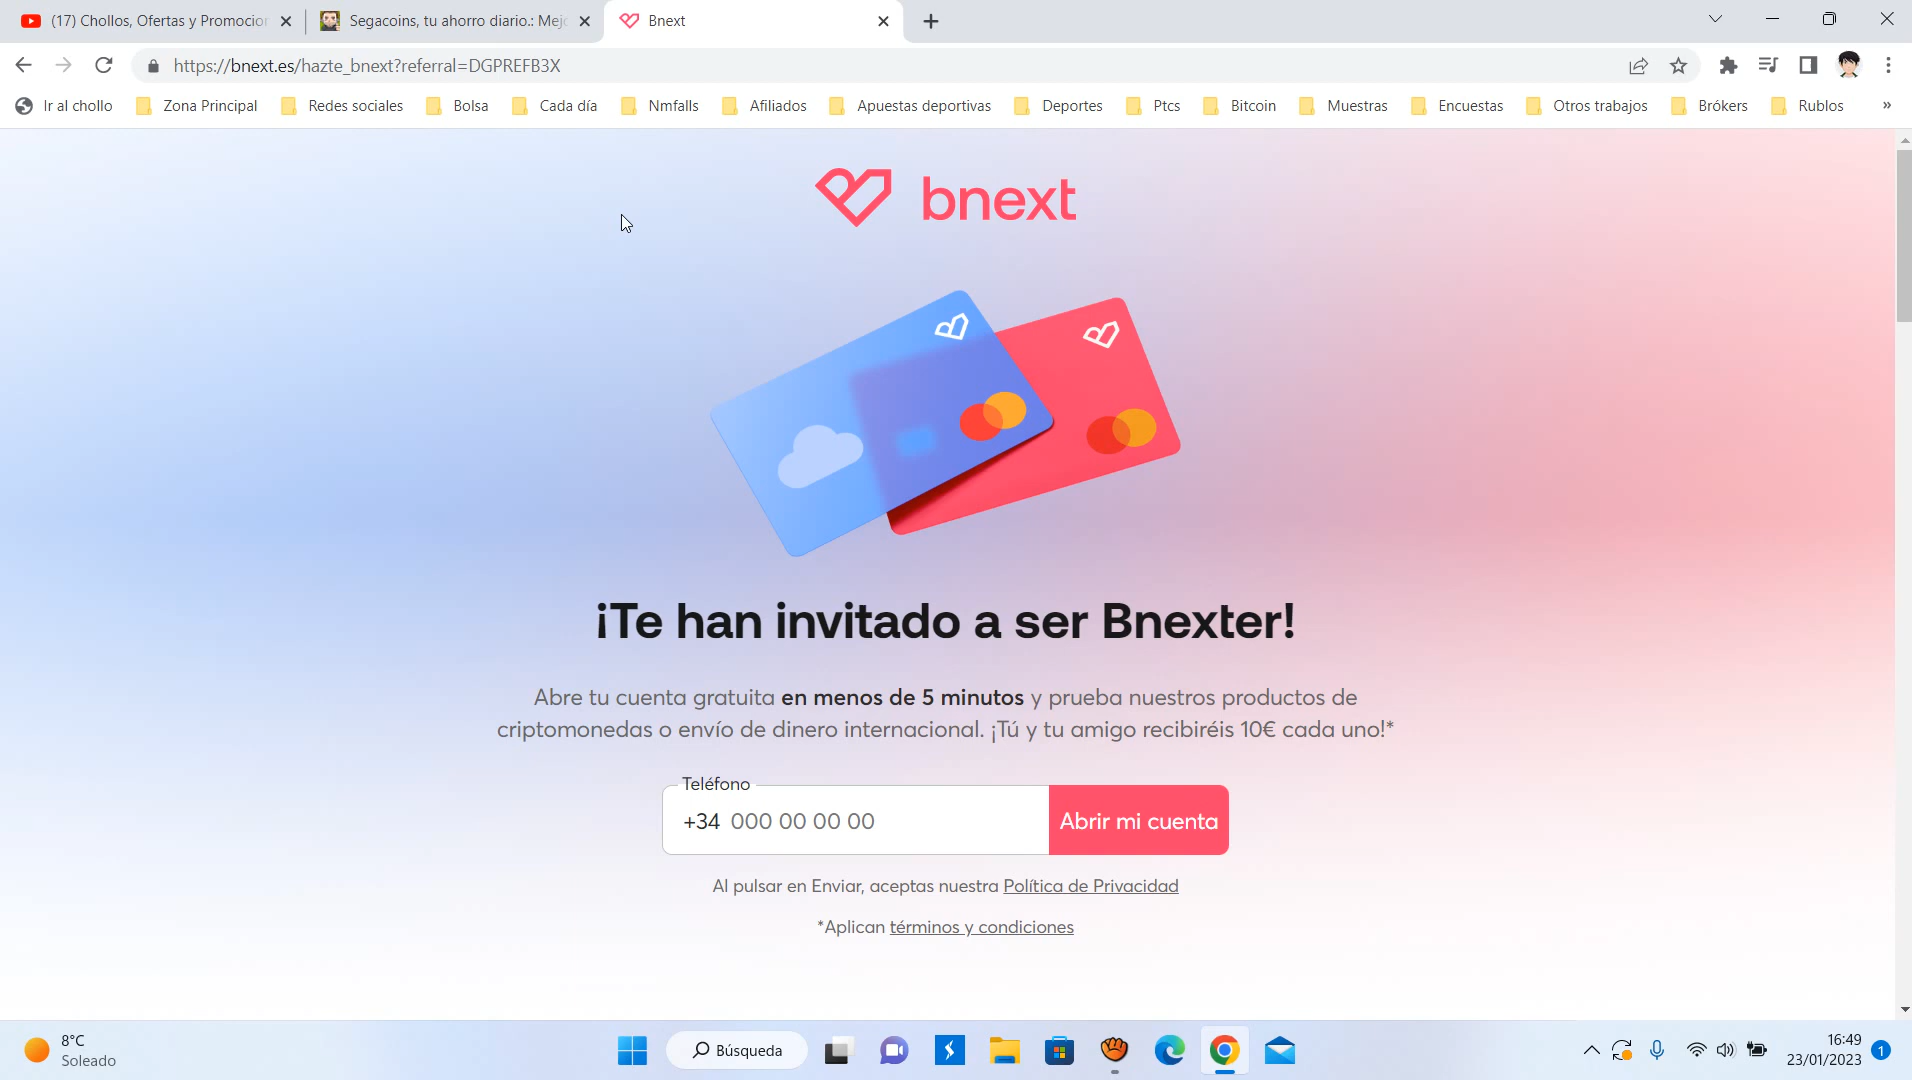 (17) Chollos, Ofertas y Promocion
Segacoins, tu ahorro diario.: Mejo
Bnext
https://bnext.es/hazte_bnext?referral=DGPREFB3X
Ir al chollo
Zona Principal
Redes sociales
Bolsa
Cada día
Nmfalls
Afiliados
Apuestas deportivas
Deportes
Ptcs
Bitcoin
Muestras
Encuestas
Otros trabajos
Brókers
Rublos
»
bnext
¡Te han invitado a ser Bnexter!
Abre tu cuenta gratuita en menos de 5 minutos y prueba nuestros productos de
criptomonedas o envío de dinero internacional. ¡Tú y tu amigo recibiréis 10€ cada uno!*
Teléfono
+34 000 00 00 00
Abrir mi cuenta
Al pulsar en Enviar, aceptas nuestra Política de Privacidad
*Aplican términos y condiciones
8°C
Soleado
Búsqueda
16:49
23/01/2023
1